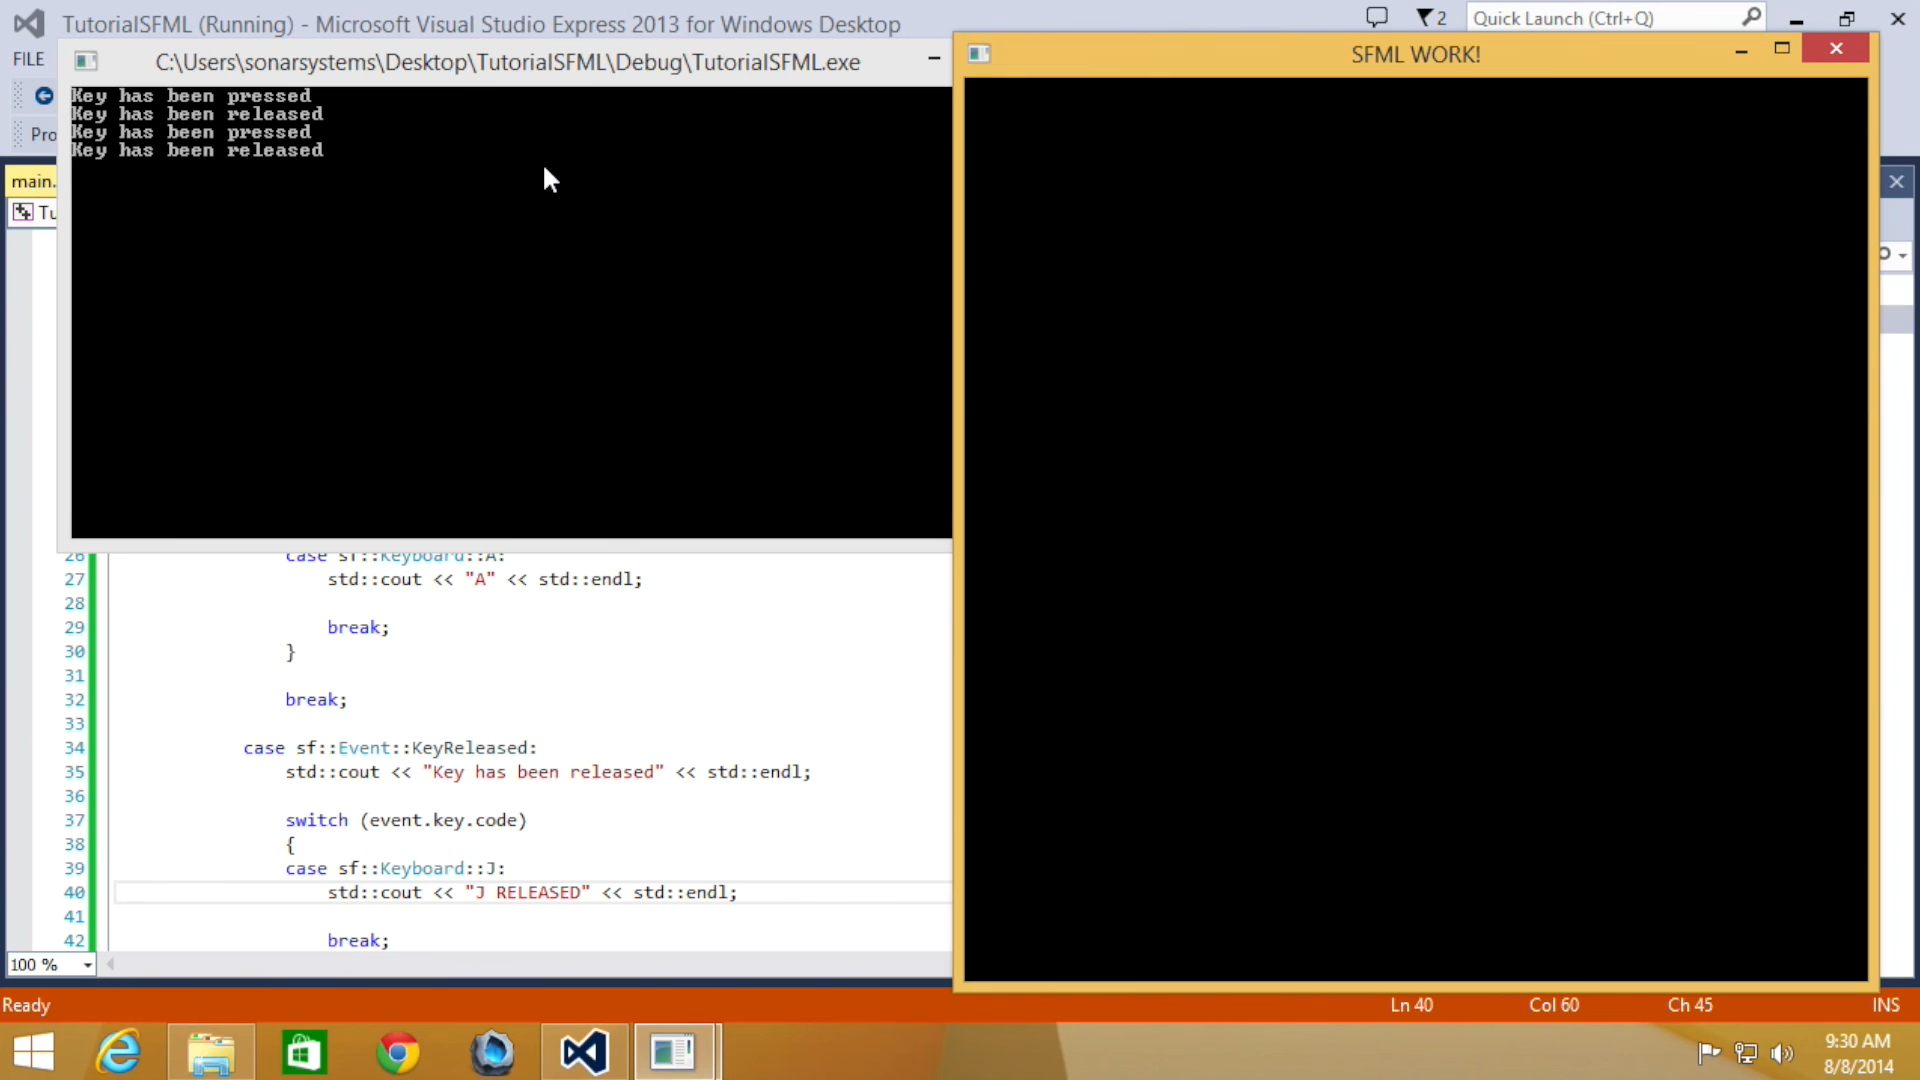 TutorialSFML (Running) - Microsoft Visual Studio Express 2013 for Windows Desktop
2
Quick Launch (Ctrl+Q)
FILE
C:\Users\sonarsystems\Desktop\TutorialSFML\Debug\TutorialSFML.exe
SFML WORK!
Key has been pressed
Key has been released
Key has been pressed
Key has been released
Pro
main.
Tu
26 case sf::Keyboard::A:
27 std::cout << "A" << std::endl;
28
29 break;
30 }
31
32 break;
33
34 case sf::Event::KeyReleased:
35 std::cout << "Key has been released" << std::endl;
36
37 switch (event.key.code)
38 {
39 case sf::Keyboard::J:
40 std::cout << "J RELEASED" << std::endl;
41
42 break;
100 %
Ready
Ln 40
Col 60
Ch 45
INS
9:30 AM
8/8/2014